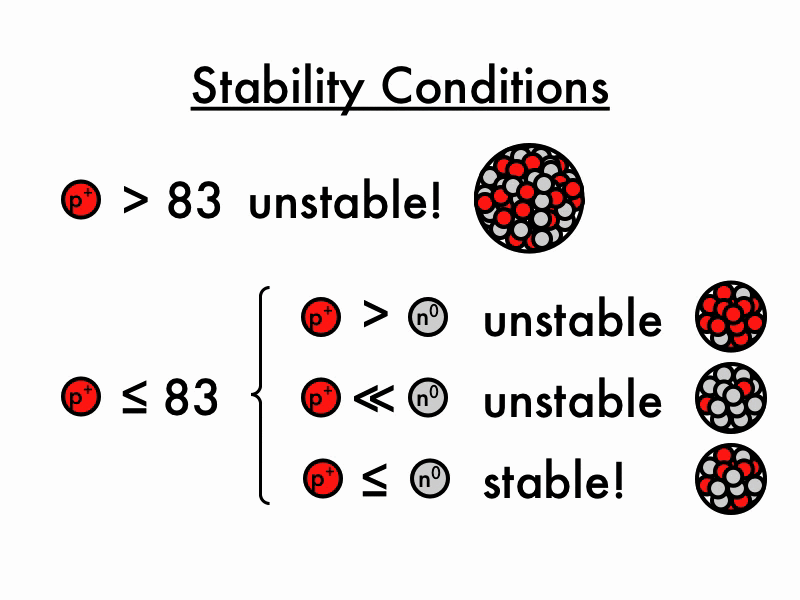 Stability Conditions
p⁺ > 83 unstable!
p⁺ > n⁰ unstable
p⁺ ≤ 83
p⁺ ≪ n⁰ unstable
p⁺ ≤ n⁰ stable!